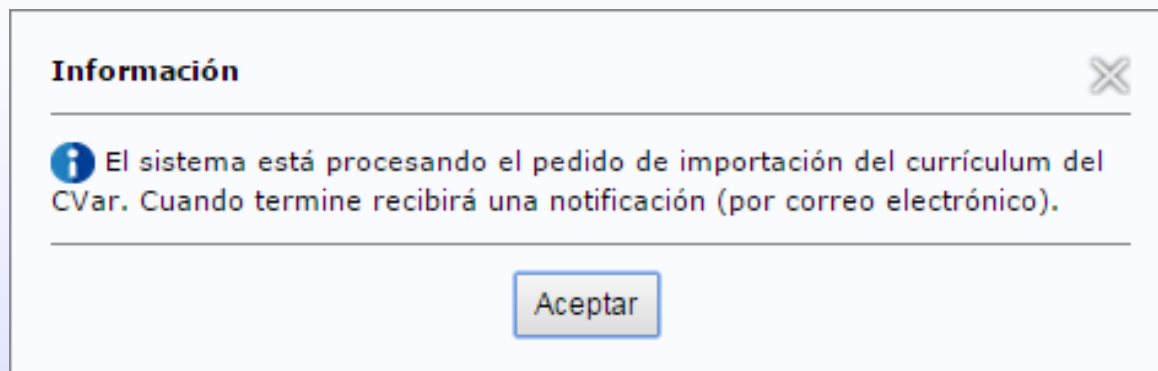 Información
El sistema está procesando el pedido de importación del currículum del
CVar. Cuando termine recibirá una notificación (por correo electrónico).
Aceptar